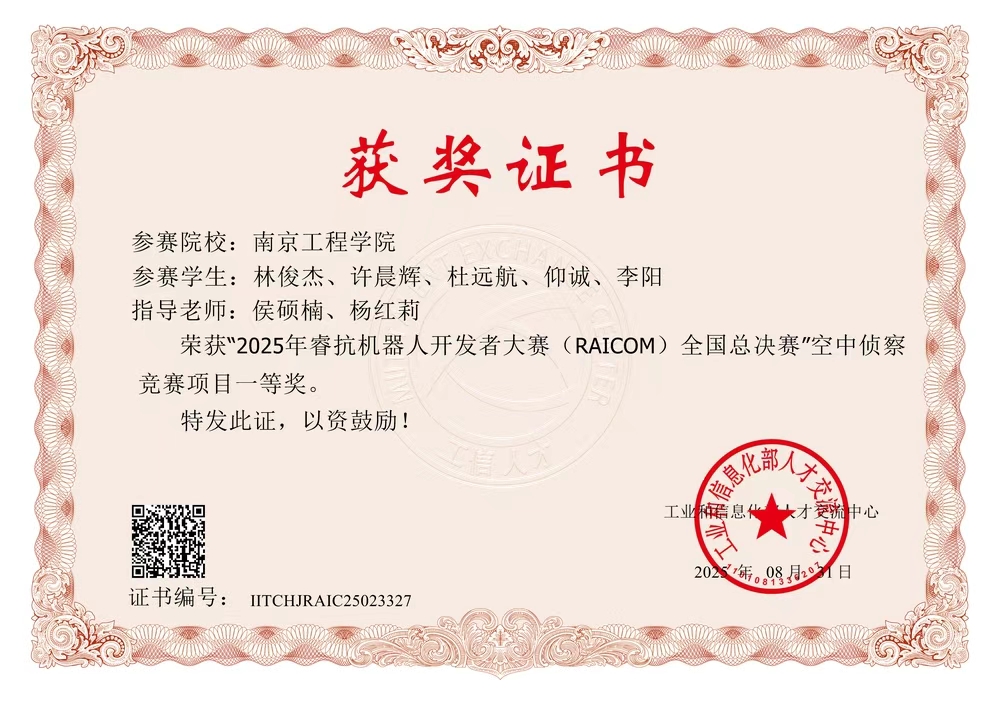 获奖证书
参赛院校：南京工程学院
参赛学生：林俊杰、许晨辉、杜远航、仰诚、李阳
指导老师：侯硕楠、杨红莉
荣获“2025年睿抗机器人开发者大赛（RAICOM）全国总决赛”空中侦察
竞赛项目一等奖。
特发此证，以资鼓励！
工业和信息化部人才交流中心
工业和信息化部人才交流中心
2025 年 08 月 31 日
证书编号： IITCHJRAIC25023327
工信人才